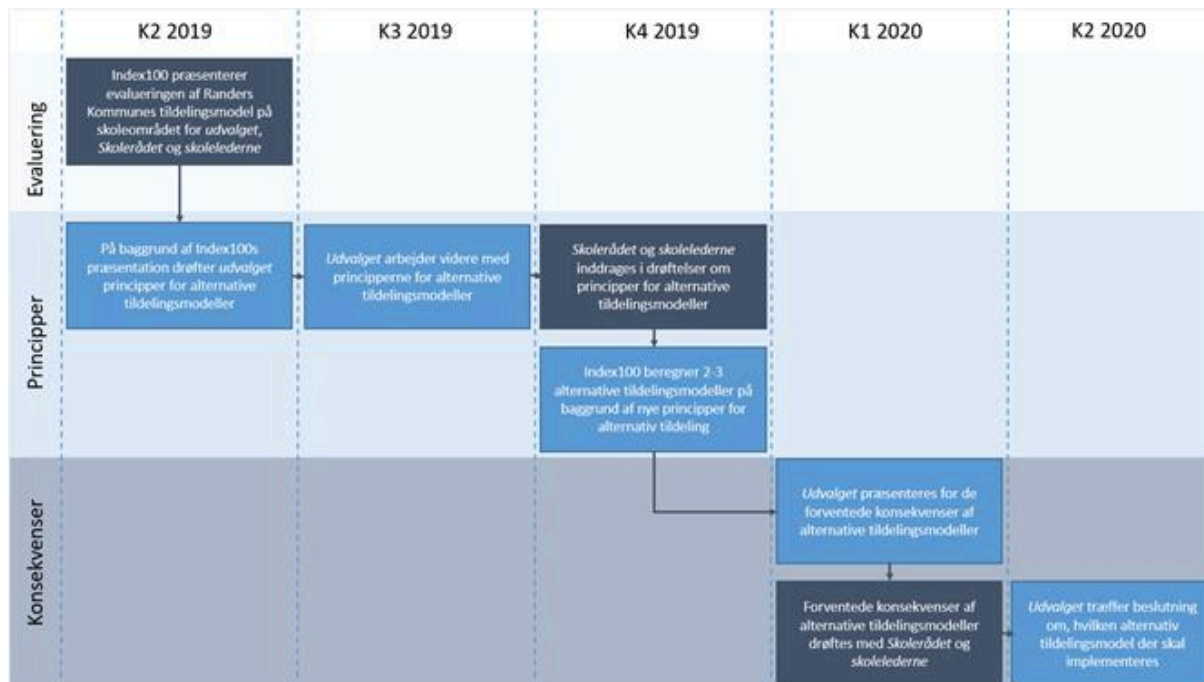 K2 2019
K3 2019
K4 2019
K1 2020
K2 2020
Evaluering
Index100 præsenterer
evalueringen af Randers
Kommunes tildelingsmodel på
skoleområdet for udvalget,
Skolerådet og skolelederne
Principper
På baggrund af Index100s
præsentation drøfter udvalget
principper for alternative
tildelingsmodeller
Udvalget arbejder videre med
principperne for alternative
tildelingsmodeller
Skolerådet og skolelederne
inddrages i drøftelser om
principper for alternative
tildelingsmodeller
Index100 beregner 2-3
alternative tildelingsmodeller på
baggrund af nye principper for
alternativ tildeling
Konsekvenser
Udvalget præsenteres for de
forventede konsekvenser af
alternative tildelingsmodeller
Forventede konsekvenser af
alternative tildelingsmodeller
drøftes med Skolerådet og
skolelederne
Udvalget træffer beslutning
om, hvilken alternativ
tildelingsmodel der skal
implementeres